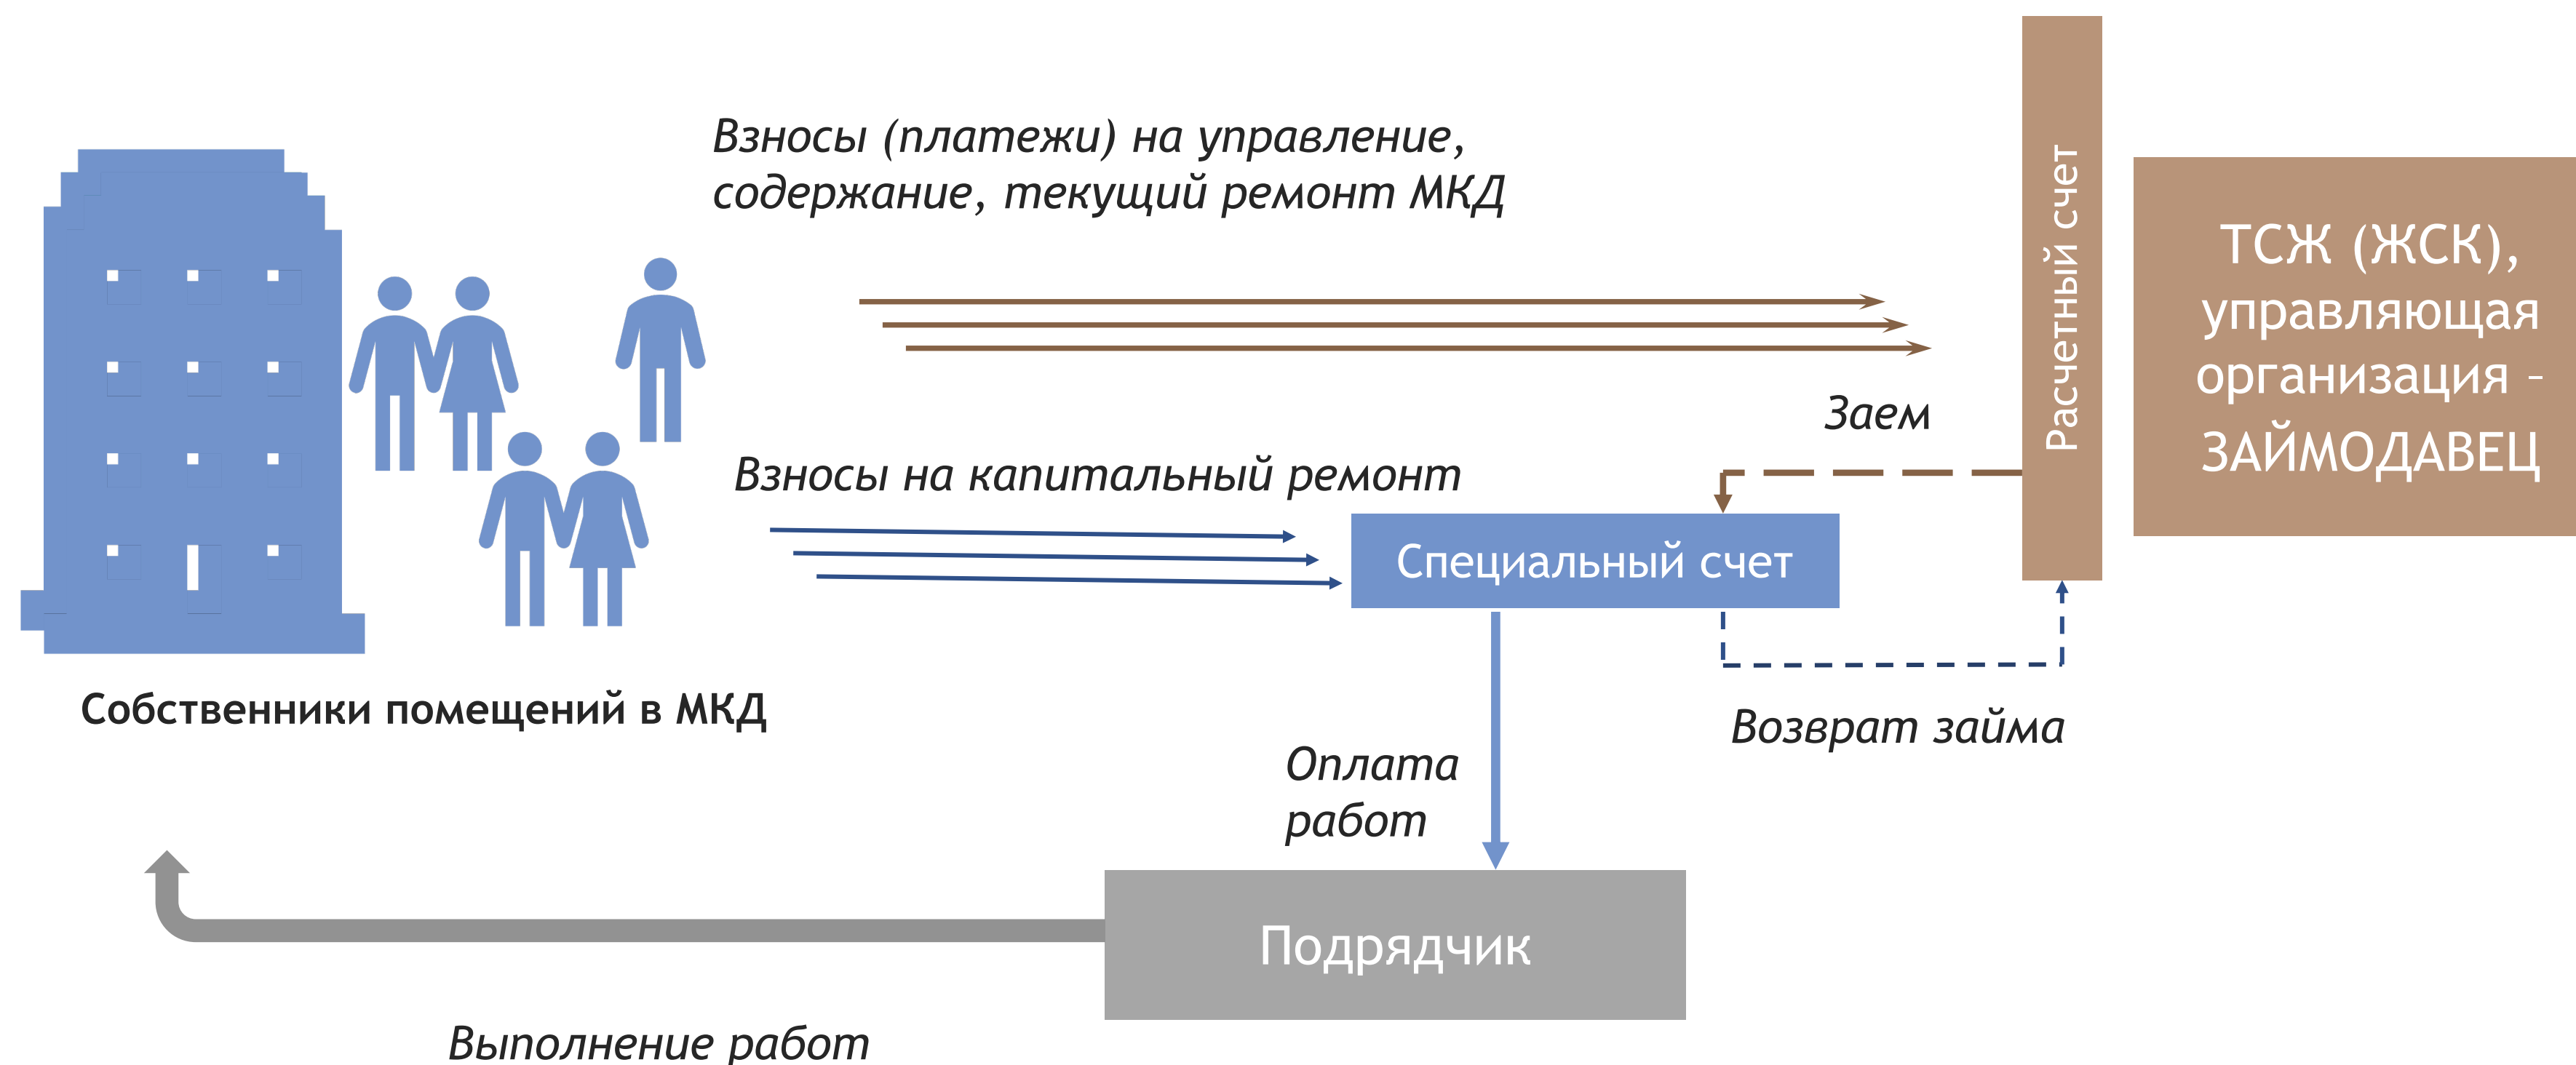 Взносы (платежи) на управление,
содержание, текущий ремонт МКД
Расчетный счет
ТСЖ (ЖСК),
управляющая
организация –
ЗАЙМОДАВЕЦ
Заем
Взносы на капитальный ремонт
Специальный счет
Собственники помещений в МКД
Возврат займа
Оплата
работ
Подрядчик
Выполнение работ